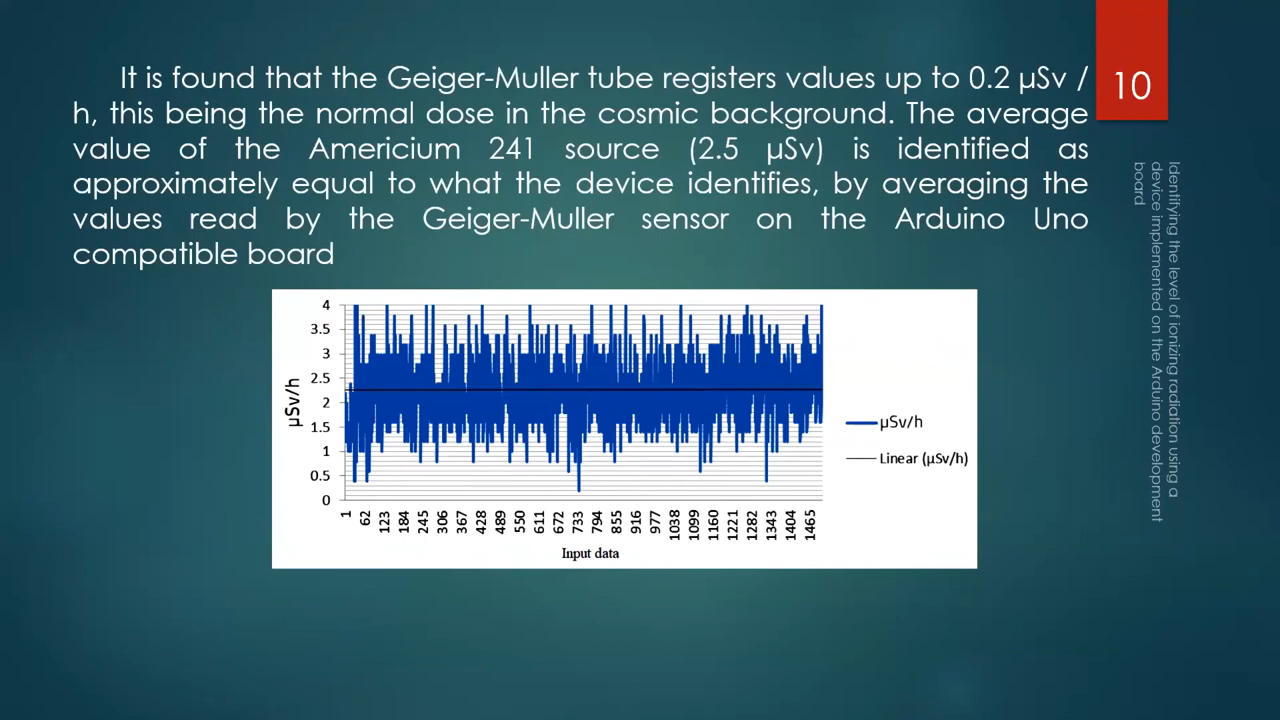 It is found that the Geiger-Muller tube registers values up to 0.2 µSv /
h, this being the normal dose in the cosmic background. The average
value of the Americium 241 source (2.5 µSv) is identified as
approximately equal to what the device identifies, by averaging the
values read by the Geiger-Muller sensor on the Arduino Uno
compatible board
10
Identifying the level of ionizing radiation using a
device implemented on the Arduino development
board
µSv/h
4
3.5
3
2.5
2
1.5
1
0.5
0
1
62
123
184
245
306
367
428
489
550
611
672
733
794
855
916
977
1038
1099
1160
1221
1282
1343
1404
1465
Input data
µSv/h
Linear (µSv/h)